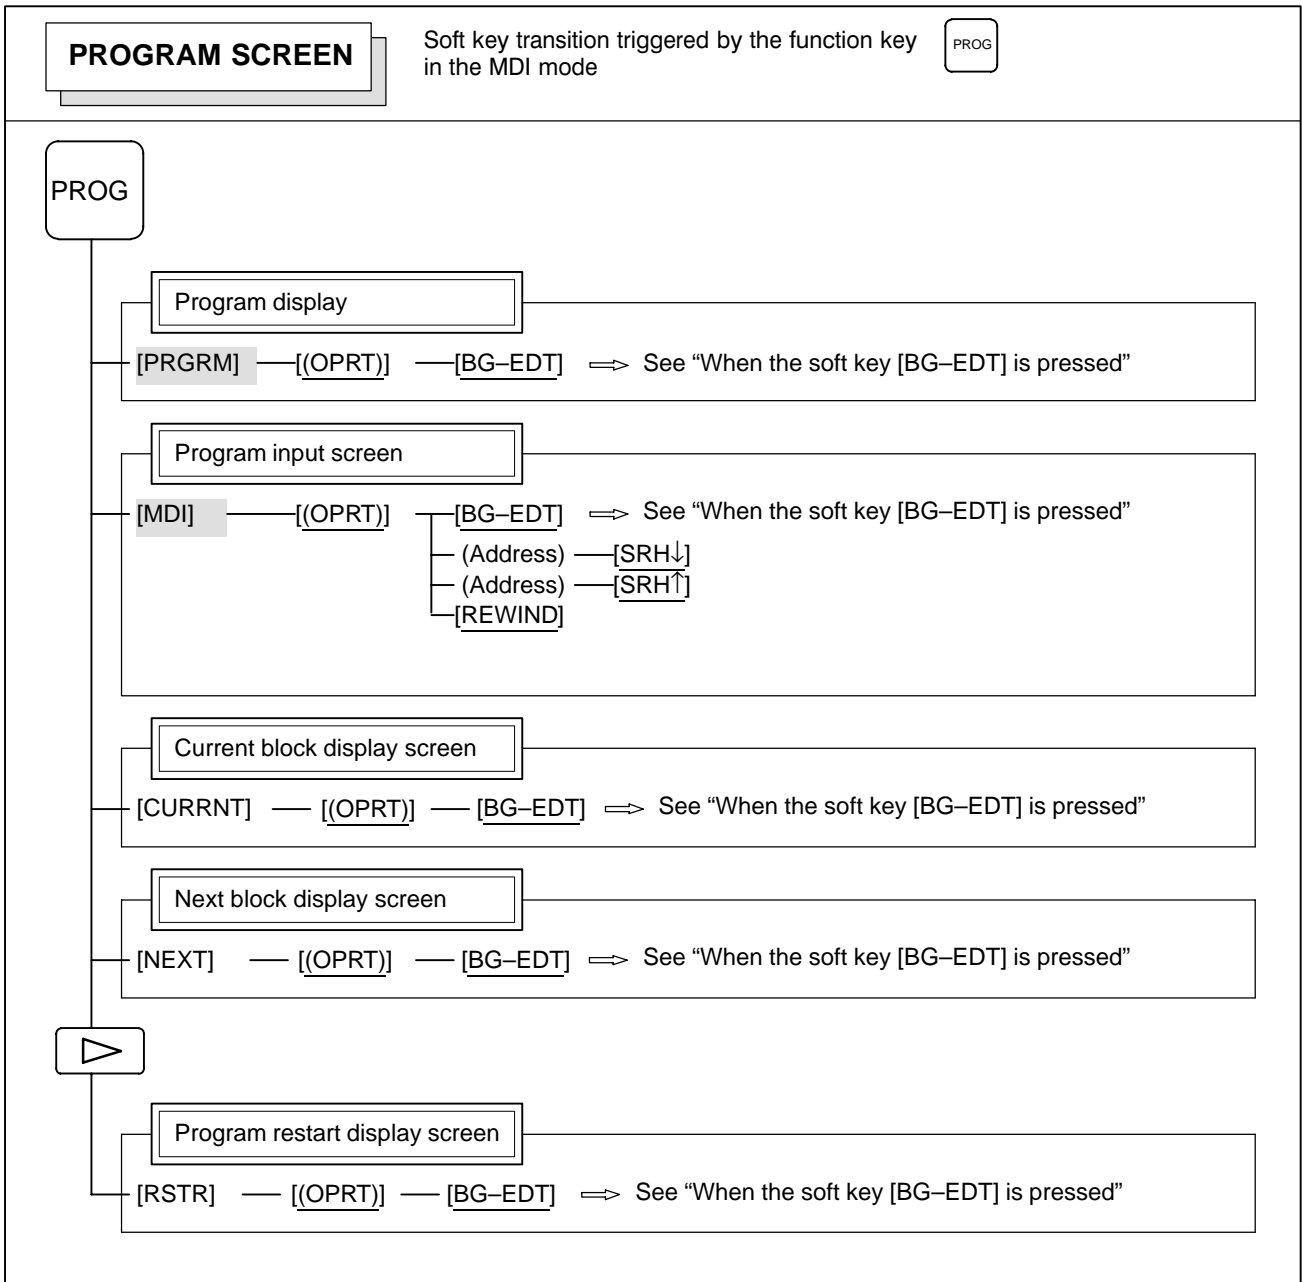 PROGRAM SCREEN
Soft key transition triggered by the function key PROG
in the MDI mode
PROG
Program display
[PRGRM] [(OPRT)] [BG–EDT] See “When the soft key [BG–EDT] is pressed”
Program input screen
[MDI] [(OPRT)] [BG–EDT] See “When the soft key [BG–EDT] is pressed”
(Address) [SRH↓]
(Address) [SRH↑]
[REWIND]
Current block display screen
[CURRNT] [(OPRT)] [BG–EDT] See “When the soft key [BG–EDT] is pressed”
Next block display screen
[NEXT] [(OPRT)] [BG–EDT] See “When the soft key [BG–EDT] is pressed”
Program restart display screen
[RSTR] [(OPRT)] [BG–EDT] See “When the soft key [BG–EDT] is pressed”